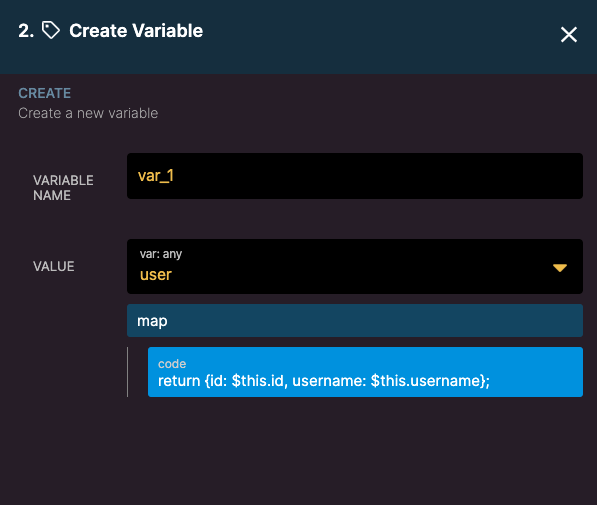 2. Create Variable
CREATE
Create a new variable
VARIABLE
NAME
var_1
VALUE
var: any
user
map
code
return {id: $this.id, username: $this.username};